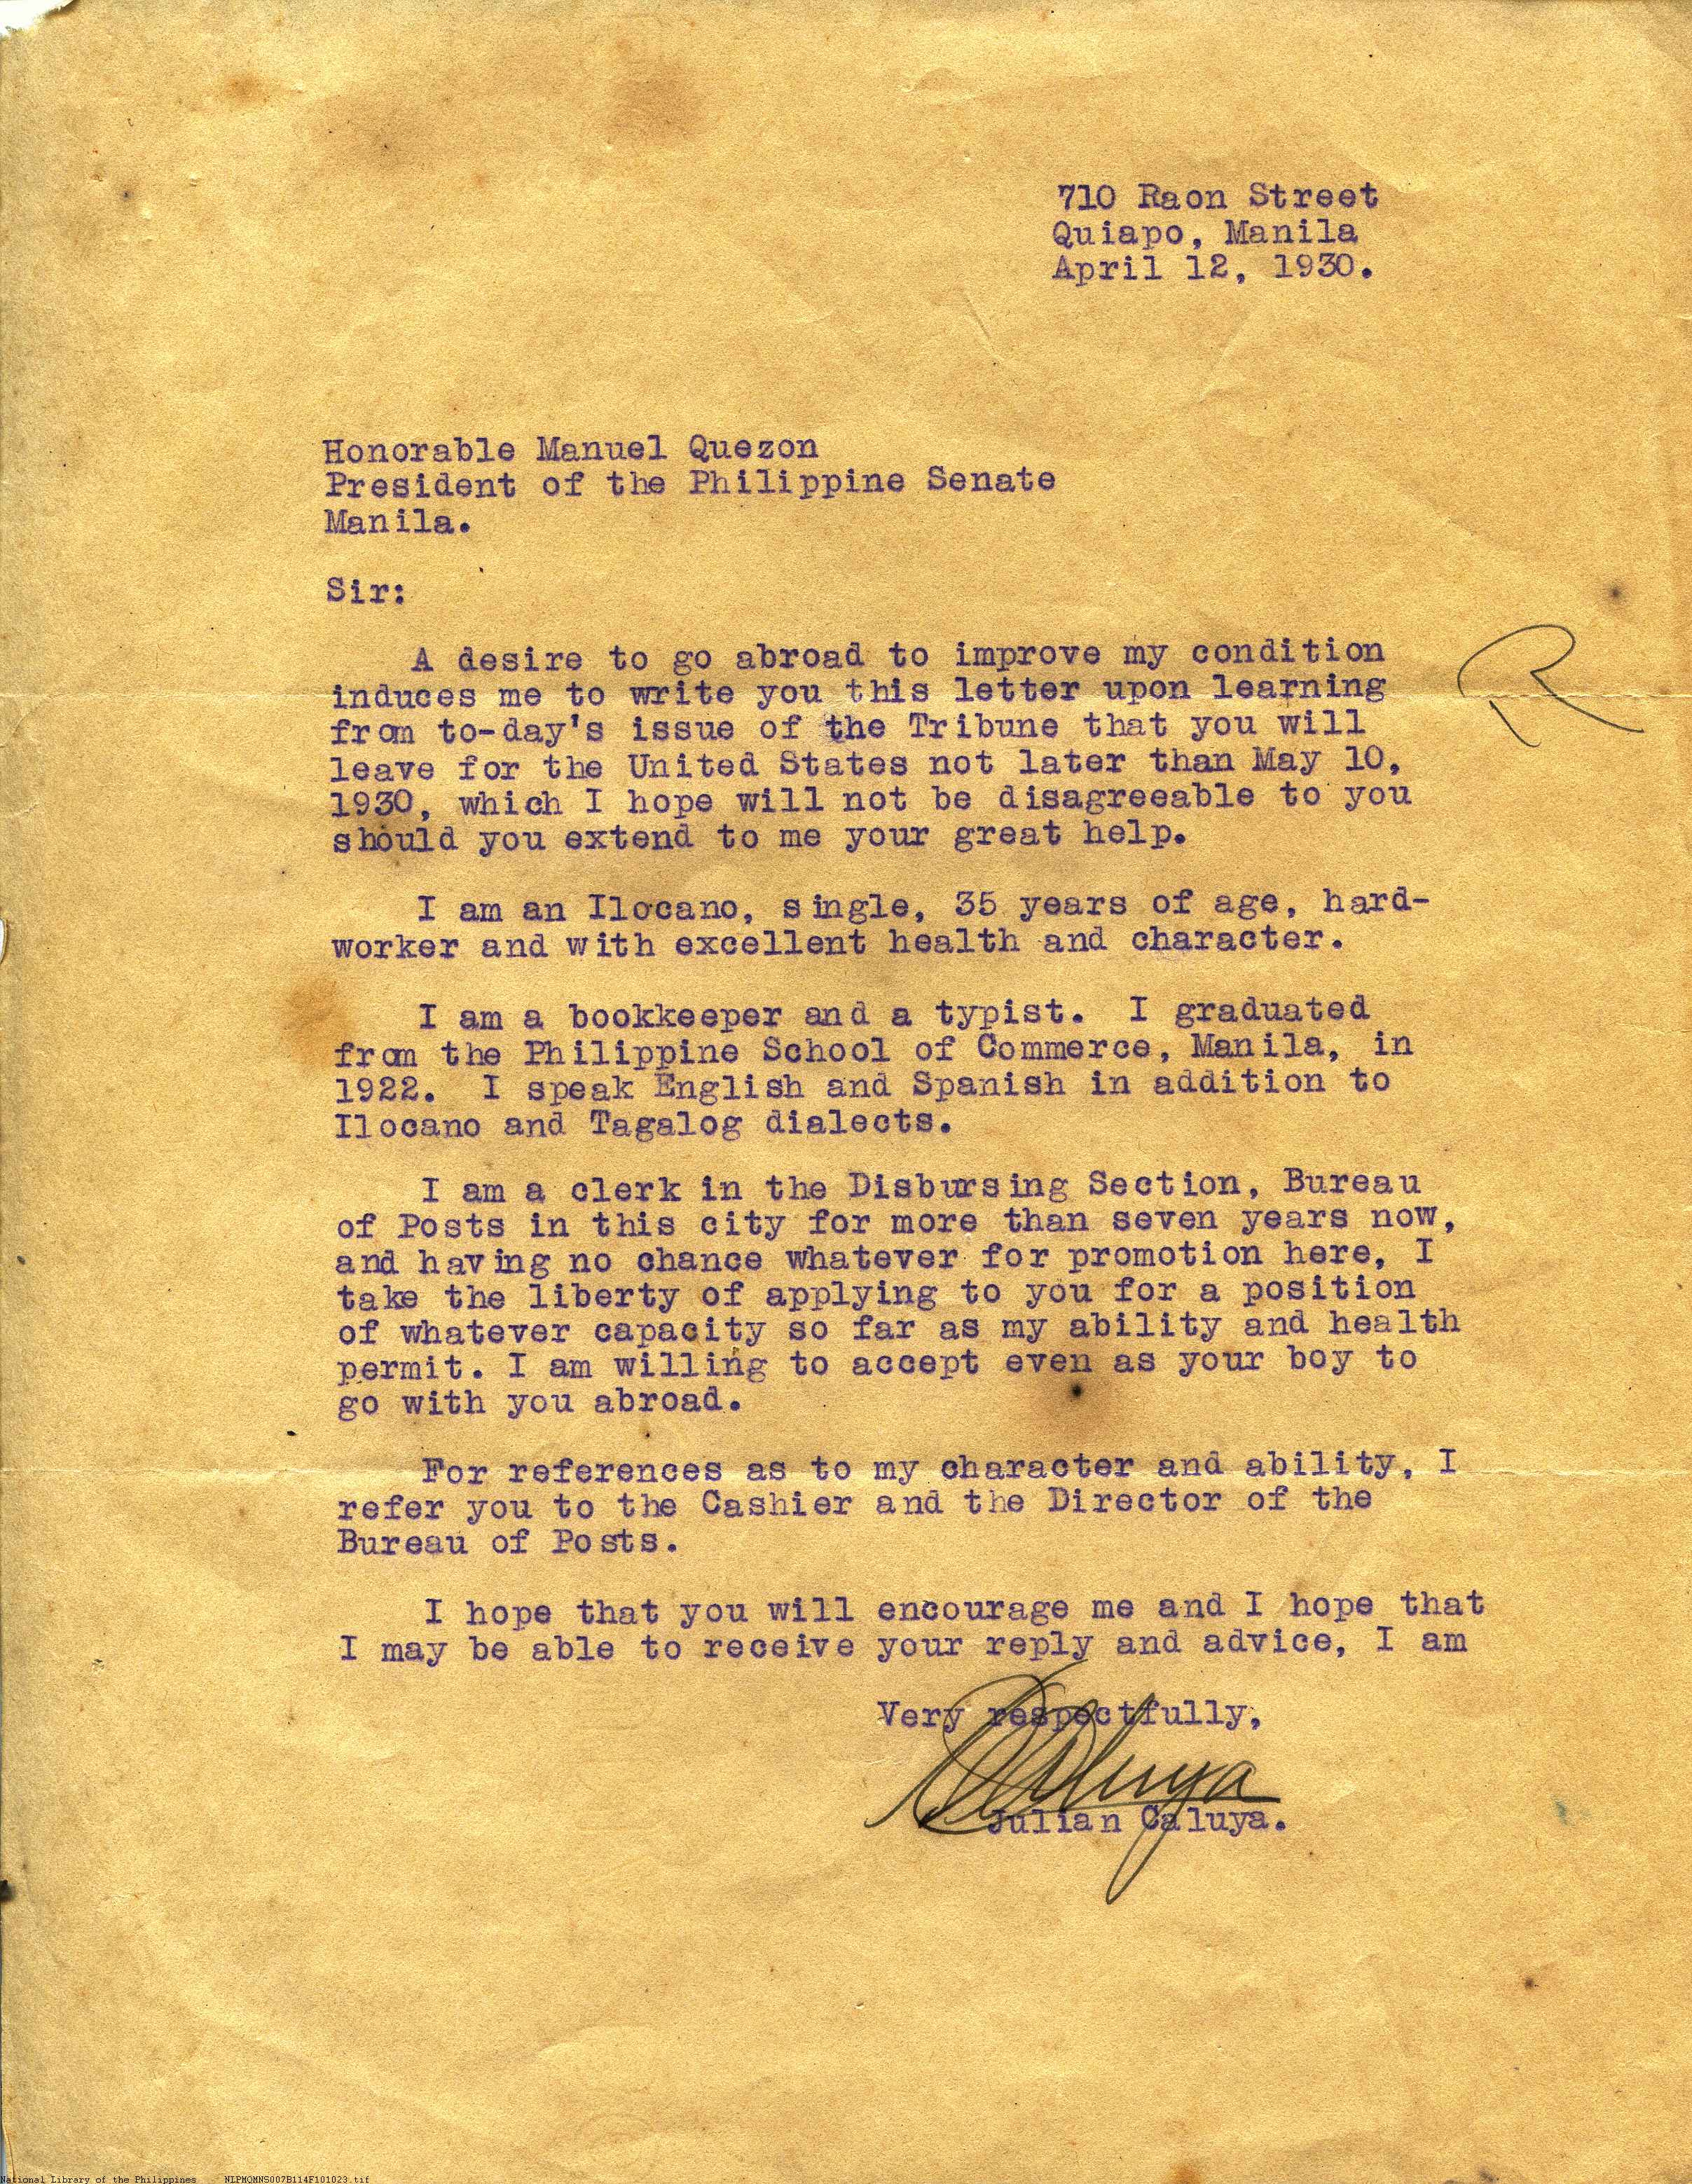 710 Raon Street
Quiapo, Manila
April 12, 1930.
Honorable Manuel Quezon
President of the Philippine Senate
Manila.
Sir:
A desire to go abroad to improve my condition
induces me to write you this letter upon learning
from to-day's issue of the Tribune that you will
leave for the United States not later than May 10,
1930, which I hope will not be disagreeable to you
should you extend to me your great help.
R
I am an Ilocano, single, 35 years of age, hard-
worker and with excellent health and character.
I am a bookkeeper and a typist. I graduated
from the Philippine School of Commerce, Manila, in
1922. I speak English and Spanish in addition to
Ilocano and Tagalog dialects.
I am a clerk in the Disbursing Section, Bureau
of Posts in this city for more than seven years now,
and having no chance whatever for promotion here, I
take the liberty of applying to you for a position
of whatever capacity so far as my ability and health
permit. I am willing to accept even as your boy to
go with you abroad.
For references as to my character and ability, I
refer you to the Cashier and the Director of the
Bureau of Posts.
I hope that you will encourage me and I hope that
I may be able to receive your reply and advice, I am
Very respectfully,
Julian Caluya.
National Library of the Philippines NLPMQMNS007B114F101023.tif